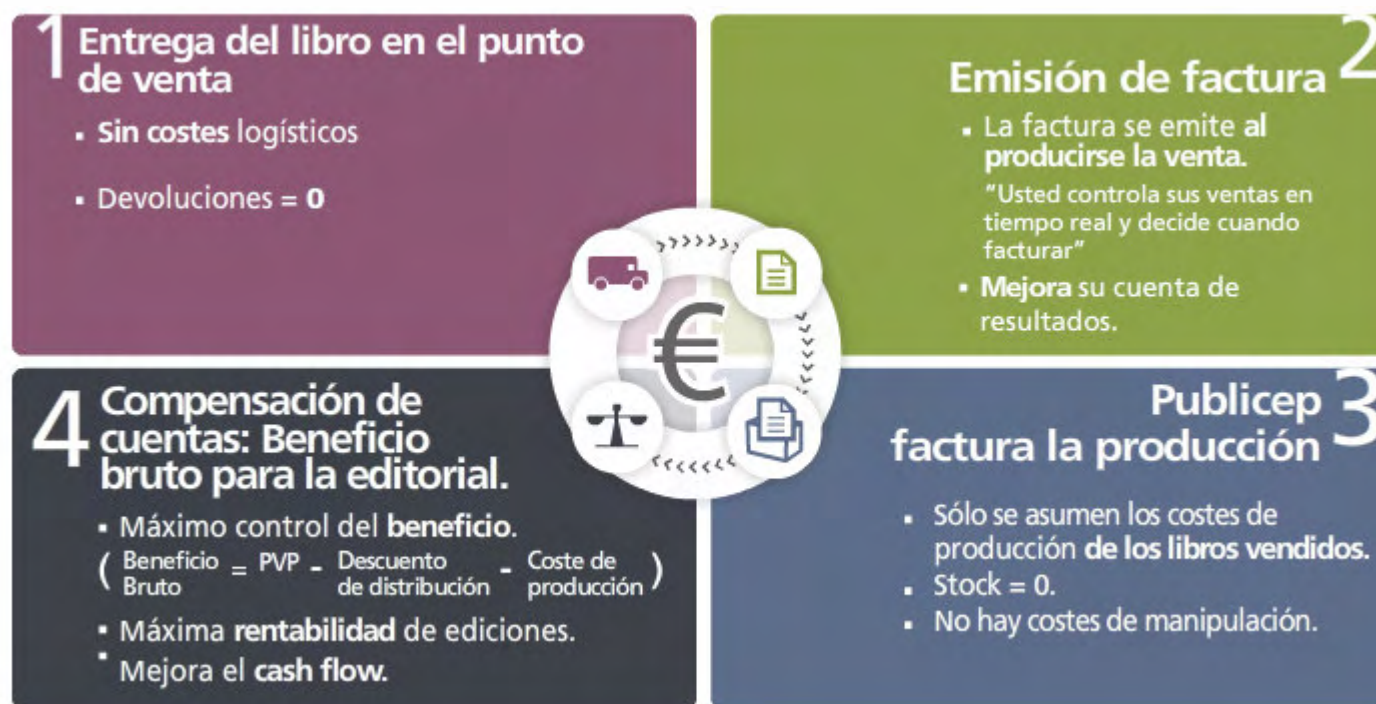 1
Entrega del libro en el punto
de venta
▪ Sin costes logísticos
▪ Devoluciones = 0
2
Emisión de factura
▪ La factura se emite al
producirse la venta.
"Usted controla sus ventas en
tiempo real y decide cuando
facturar"
▪ Mejora su cuenta de
resultados.
€
4
Compensación de
cuentas: Beneficio
bruto para la editorial.
▪ Máximo control del beneficio.
( Beneficio Bruto = PVP - Descuento de distribución - Coste de producción )
▪ Máxima rentabilidad de ediciones.
▪ Mejora el cash flow.
3
Publicep
factura la producción
▪ Sólo se asumen los costes de
producción de los libros vendidos.
▪ Stock = 0.
▪ No hay costes de manipulación.